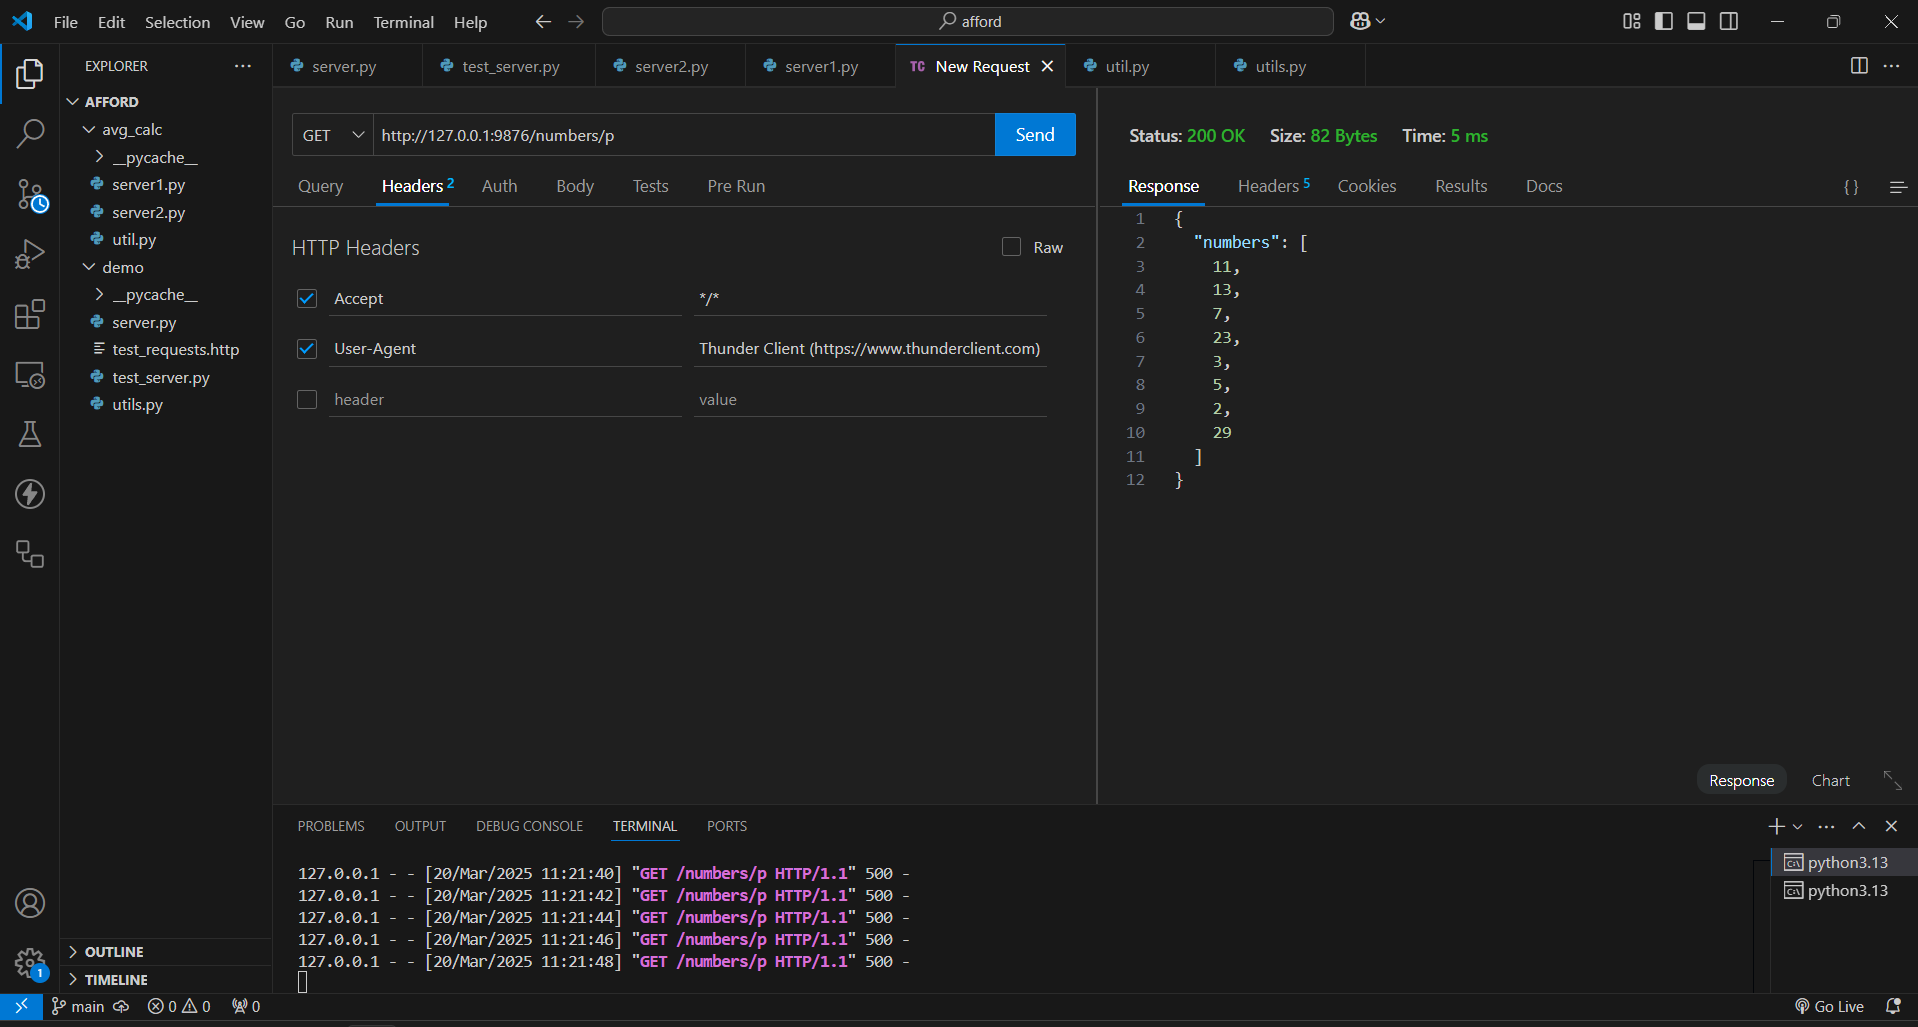 File Edit Selection View Go Run Terminal Help
afford
EXPLORER
AFFORD
avg_calc
__pycache__
server1.py
server2.py
util.py
demo
__pycache__
server.py
test_requests.http
test_server.py
utils.py
OUTLINE
TIMELINE
server.py test_server.py server2.py server1.py TC New Request util.py utils.py
GET http://127.0.0.1:9876/numbers/p Send
Query Headers 2 Auth Body Tests Pre Run
HTTP Headers Raw
Accept */*
User-Agent Thunder Client (https://www.thunderclient.com)
header value
Status: 200 OK Size: 82 Bytes Time: 5 ms
Response Headers 5 Cookies Results Docs { }
1 {
2 "numbers": [
3 11,
4 13,
5 7,
6 23,
7 3,
8 5,
9 2,
10 29
11 ]
12 }
Response Chart
PROBLEMS OUTPUT DEBUG CONSOLE TERMINAL PORTS
127.0.0.1 - - [20/Mar/2025 11:21:40] "GET /numbers/p HTTP/1.1" 500 -
127.0.0.1 - - [20/Mar/2025 11:21:42] "GET /numbers/p HTTP/1.1" 500 -
127.0.0.1 - - [20/Mar/2025 11:21:44] "GET /numbers/p HTTP/1.1" 500 -
127.0.0.1 - - [20/Mar/2025 11:21:46] "GET /numbers/p HTTP/1.1" 500 -
127.0.0.1 - - [20/Mar/2025 11:21:48] "GET /numbers/p HTTP/1.1" 500 -
python3.13
python3.13
1
main 0 0 0 Go Live